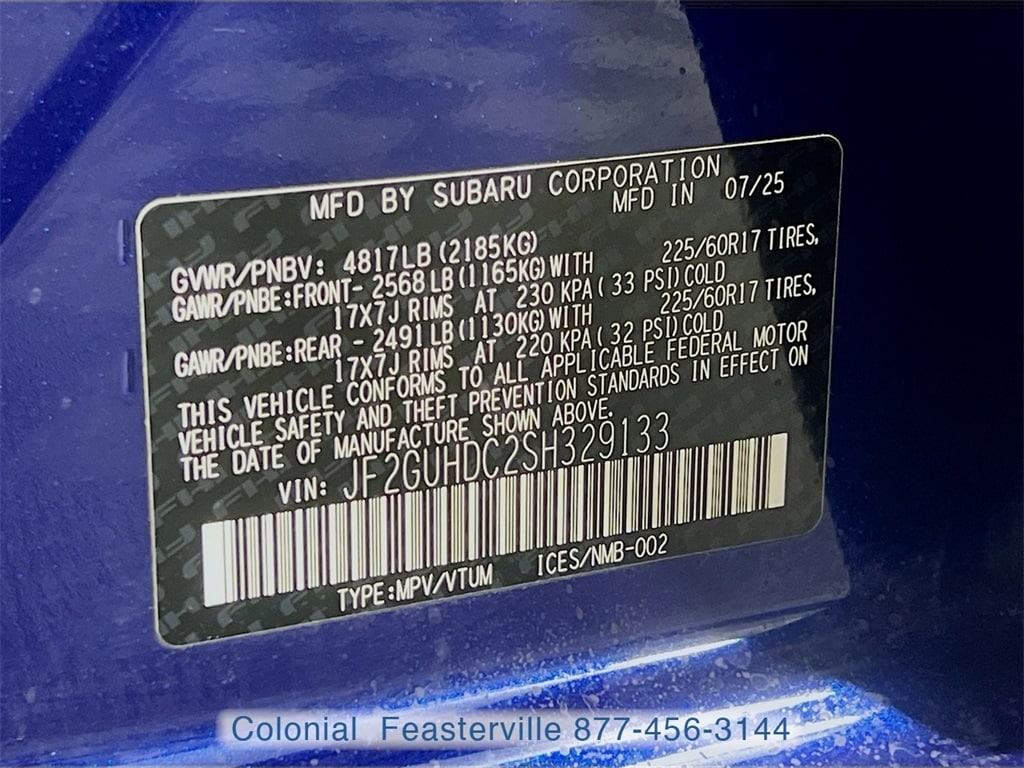 MFD BY SUBARU CORPORATION
MFD IN 07/25
GVWR/PNBV: 4817LB (2185KG)
GAWR/PNBE:FRONT- 2568 LB (1165KG)WITH 225/60R17 TIRES,
17X7J RIMS AT 230 KPA( 33 PSI)COLD
GAWR/PNBE:REAR - 2491 LB (1130KG)WITH 225/60R17 TIRES,
17X7J RIMS AT 220 KPA( 32 PSI)COLD
THIS VEHICLE CONFORMS TO ALL APPLICABLE FEDERAL MOTOR
VEHICLE SAFETY AND THEFT PREVENTION STANDARDS IN EFFECT ON
THE DATE OF MANUFACTURE SHOWN ABOVE.
VIN: JF2GUHDC2SH329133
TYPE:MPV/VTUM ICES/NMB-002
Colonial Feasterville 877-456-3144